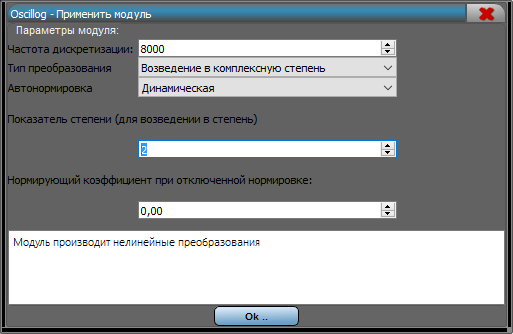 Oscillog - Применить модуль
Параметры модуля:
Частота дискретизации: 8000
Тип преобразования Возведение в комплексную степень
Автонормировка Динамическая
Показатель степени (для возведении в степень)
2
Нормирующий коэффициент при отключенной нормировке:
0,00
Модуль производит нелинейные преобразования
Ok ..